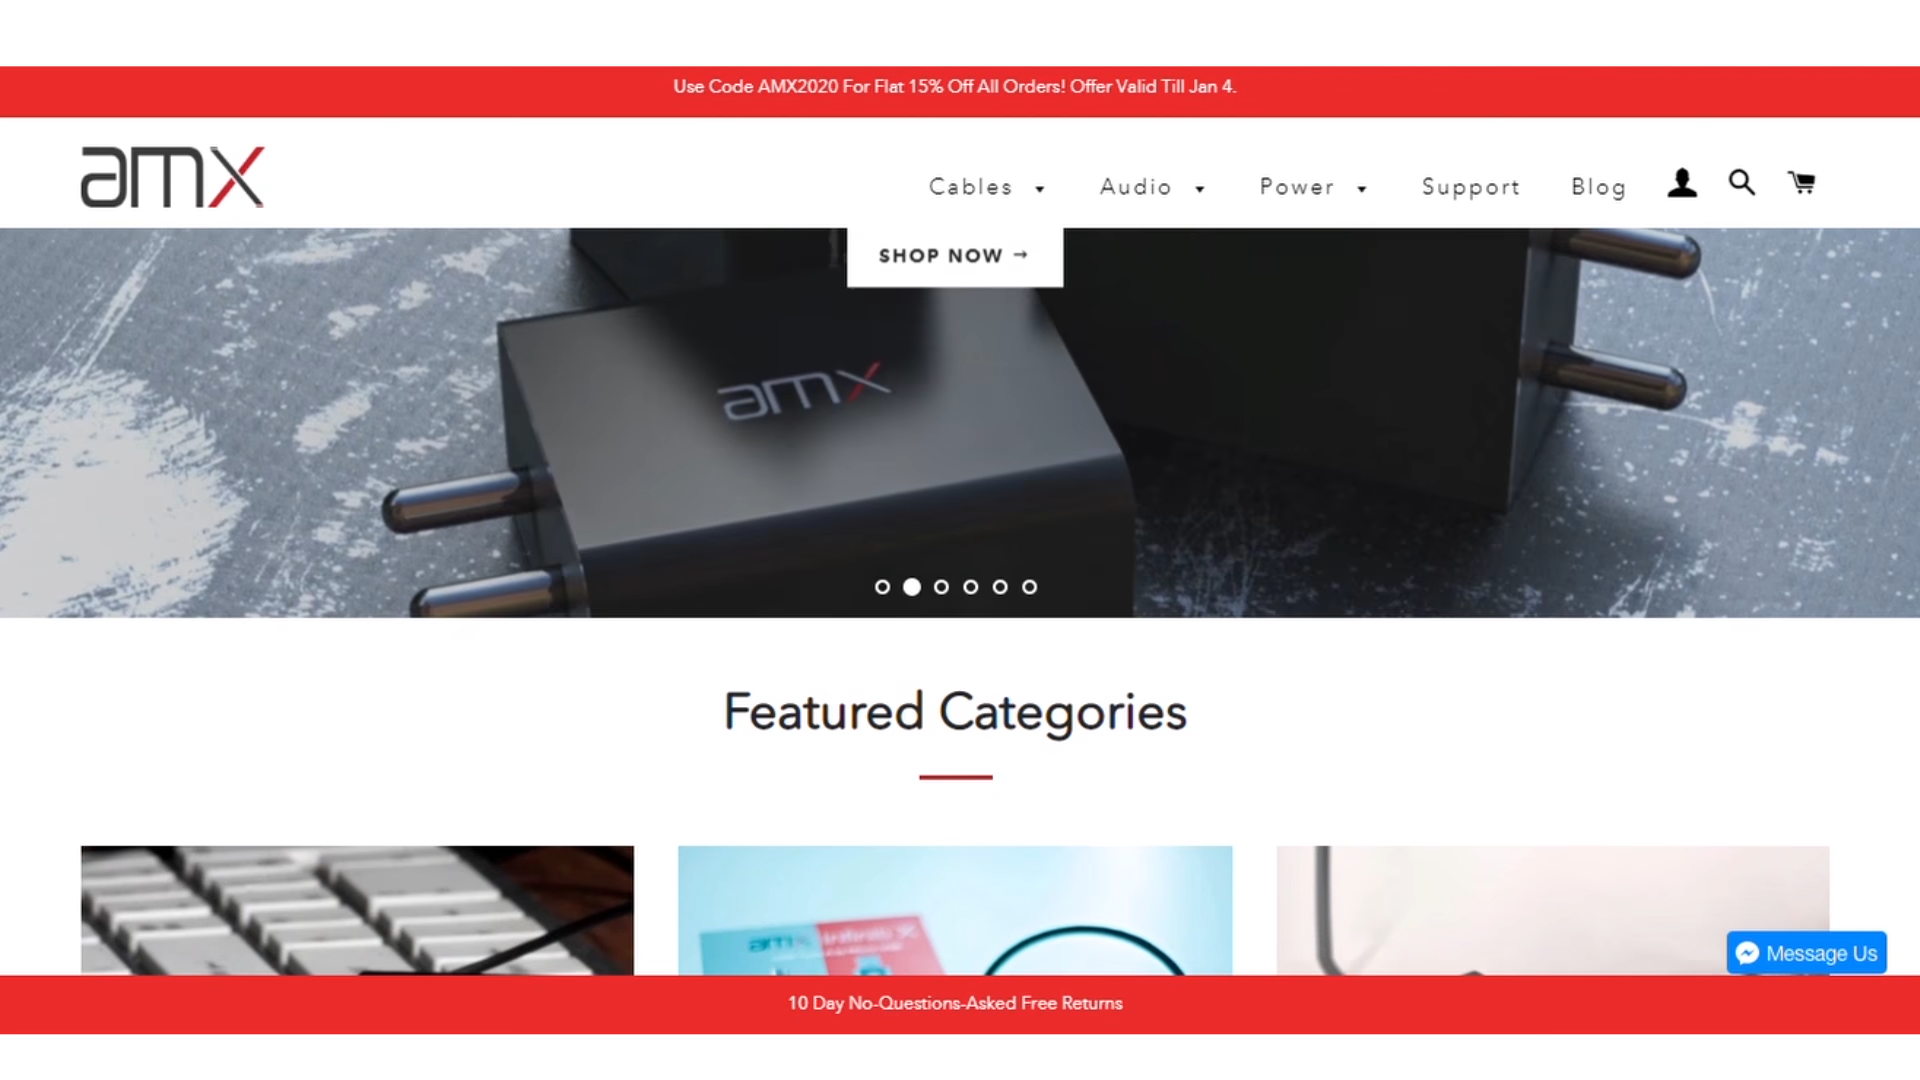 Use Code AMX2020 For Flat 15% Off All Orders! Offer Valid Till Jan 4.
amx
Cables ▾ Audio ▾ Power ▾ Support Blog
SHOP NOW →
amx
Featured Categories
amx
Message Us
10 Day No-Questions-Asked Free Returns